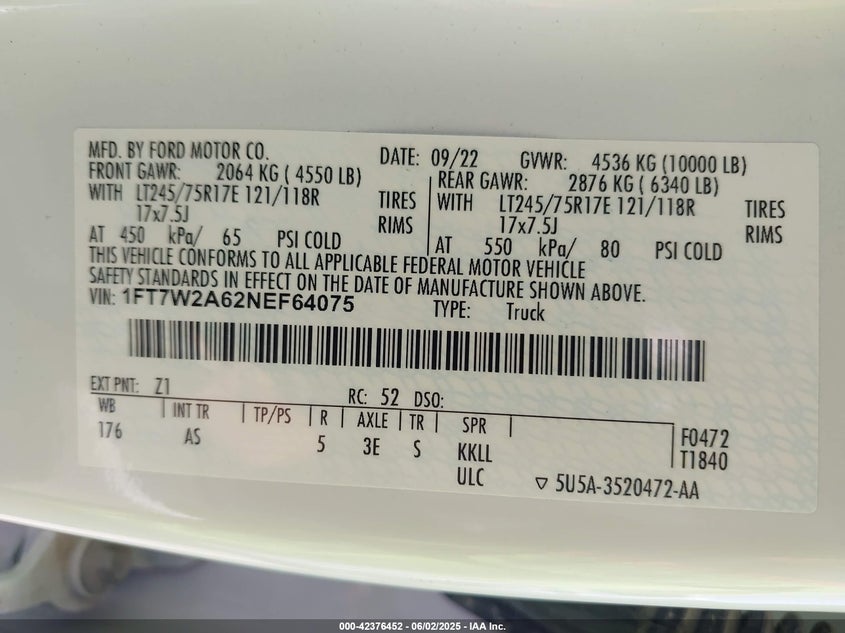 MFD. BY FORD MOTOR CO. DATE: 09/22 GVWR: 4536 KG (10000 LB)
FRONT GAWR: 2064 KG ( 4550 LB) REAR GAWR: 2876 KG ( 6340 LB)
WITH LT245/75R17E 121/118R TIRES WITH LT245/75R17E 121/118R TIRES
17x7.5J RIMS 17x7.5J RIMS
AT 450 kPa/ 65 PSI COLD AT 550 kPa/ 80 PSI COLD
THIS VEHICLE CONFORMS TO ALL APPLICABLE FEDERAL MOTOR VEHICLE
SAFETY STANDARDS IN EFFECT ON THE DATE OF MANUFACTURE SHOWN ABOVE.
VIN: 1FT7W2A62NEF64075 TYPE: Truck
EXT PNT: Z1 RC: 52 DSO:
WB INT TR TP/PS R AXLE TR SPR F0472
176 AS 5 3E S KKLL T1840
ULC 5U5A-3520472-AA
000-42376452 - 06/02/2025 - IAA Inc.